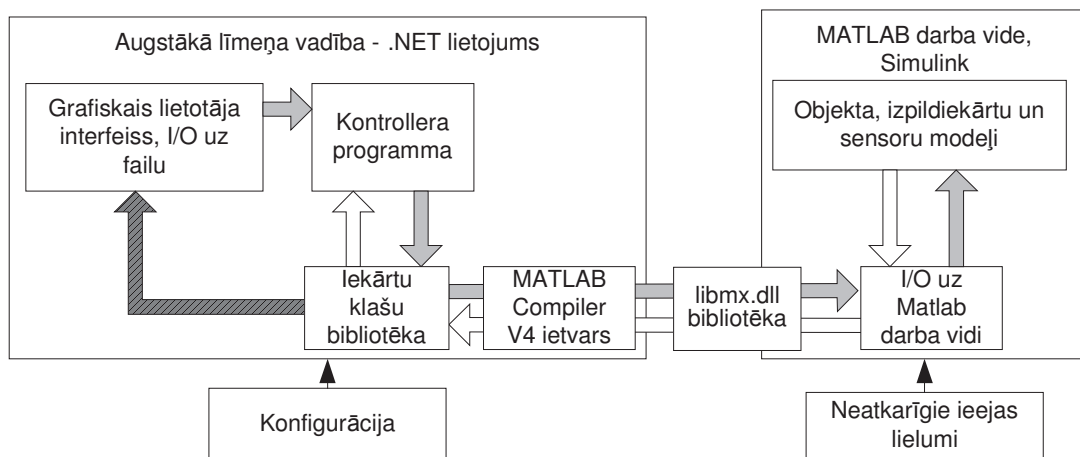 Augstākā līmeņa vadība - .NET lietojums
Grafiskais lietotāja
interfeiss, I/O uz
failu
Kontrollera
programma
Iekārtu
klašu
bibliotēka
MATLAB
Compiler
V4 ietvars
libmx.dll
bibliotēka
MATLAB darba vide,
Simulink
Objekta, izpildiekārtu un
sensoru modeļi
I/O uz
Matlab
darba vidi
Konfigurācija
Neatkarīgie ieejas
lielumi